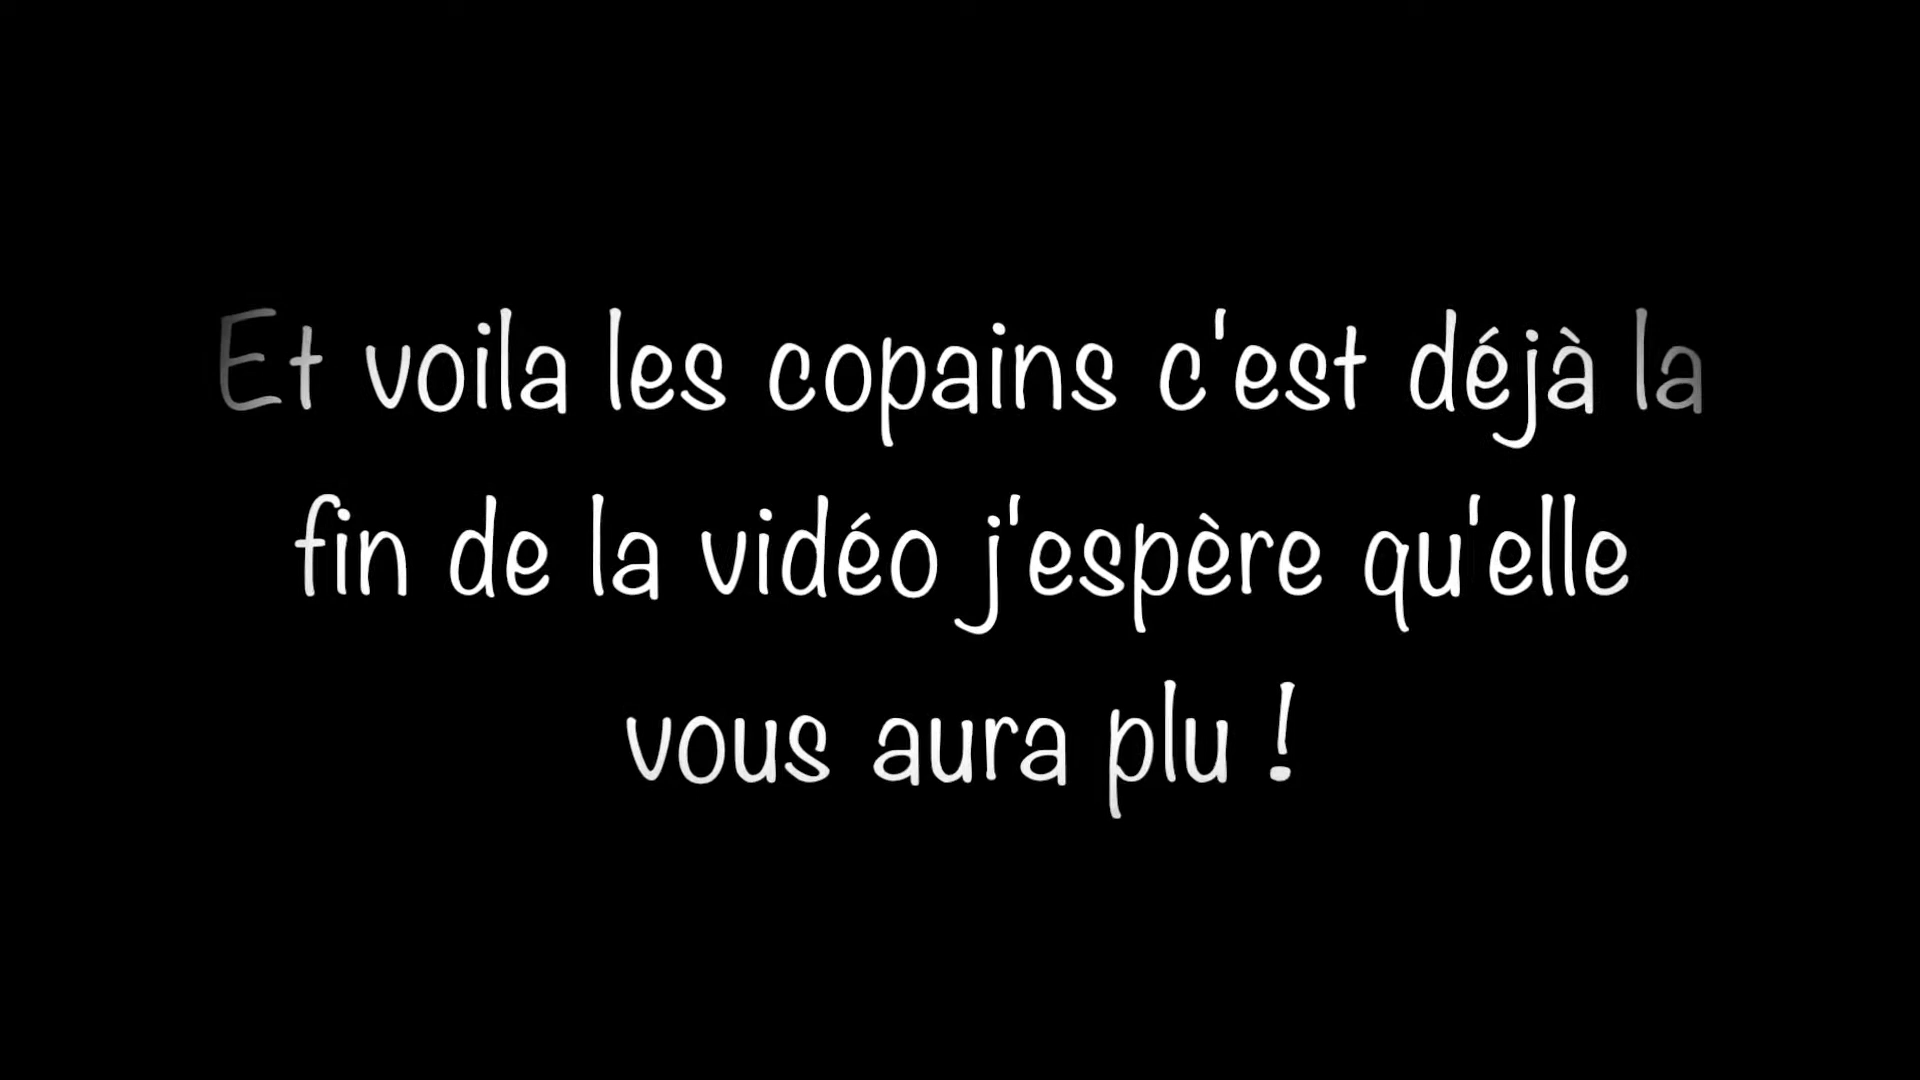 Et voila les copains c'est déjà la
fin de la vidéo j'espère qu'elle
vous aura plu !